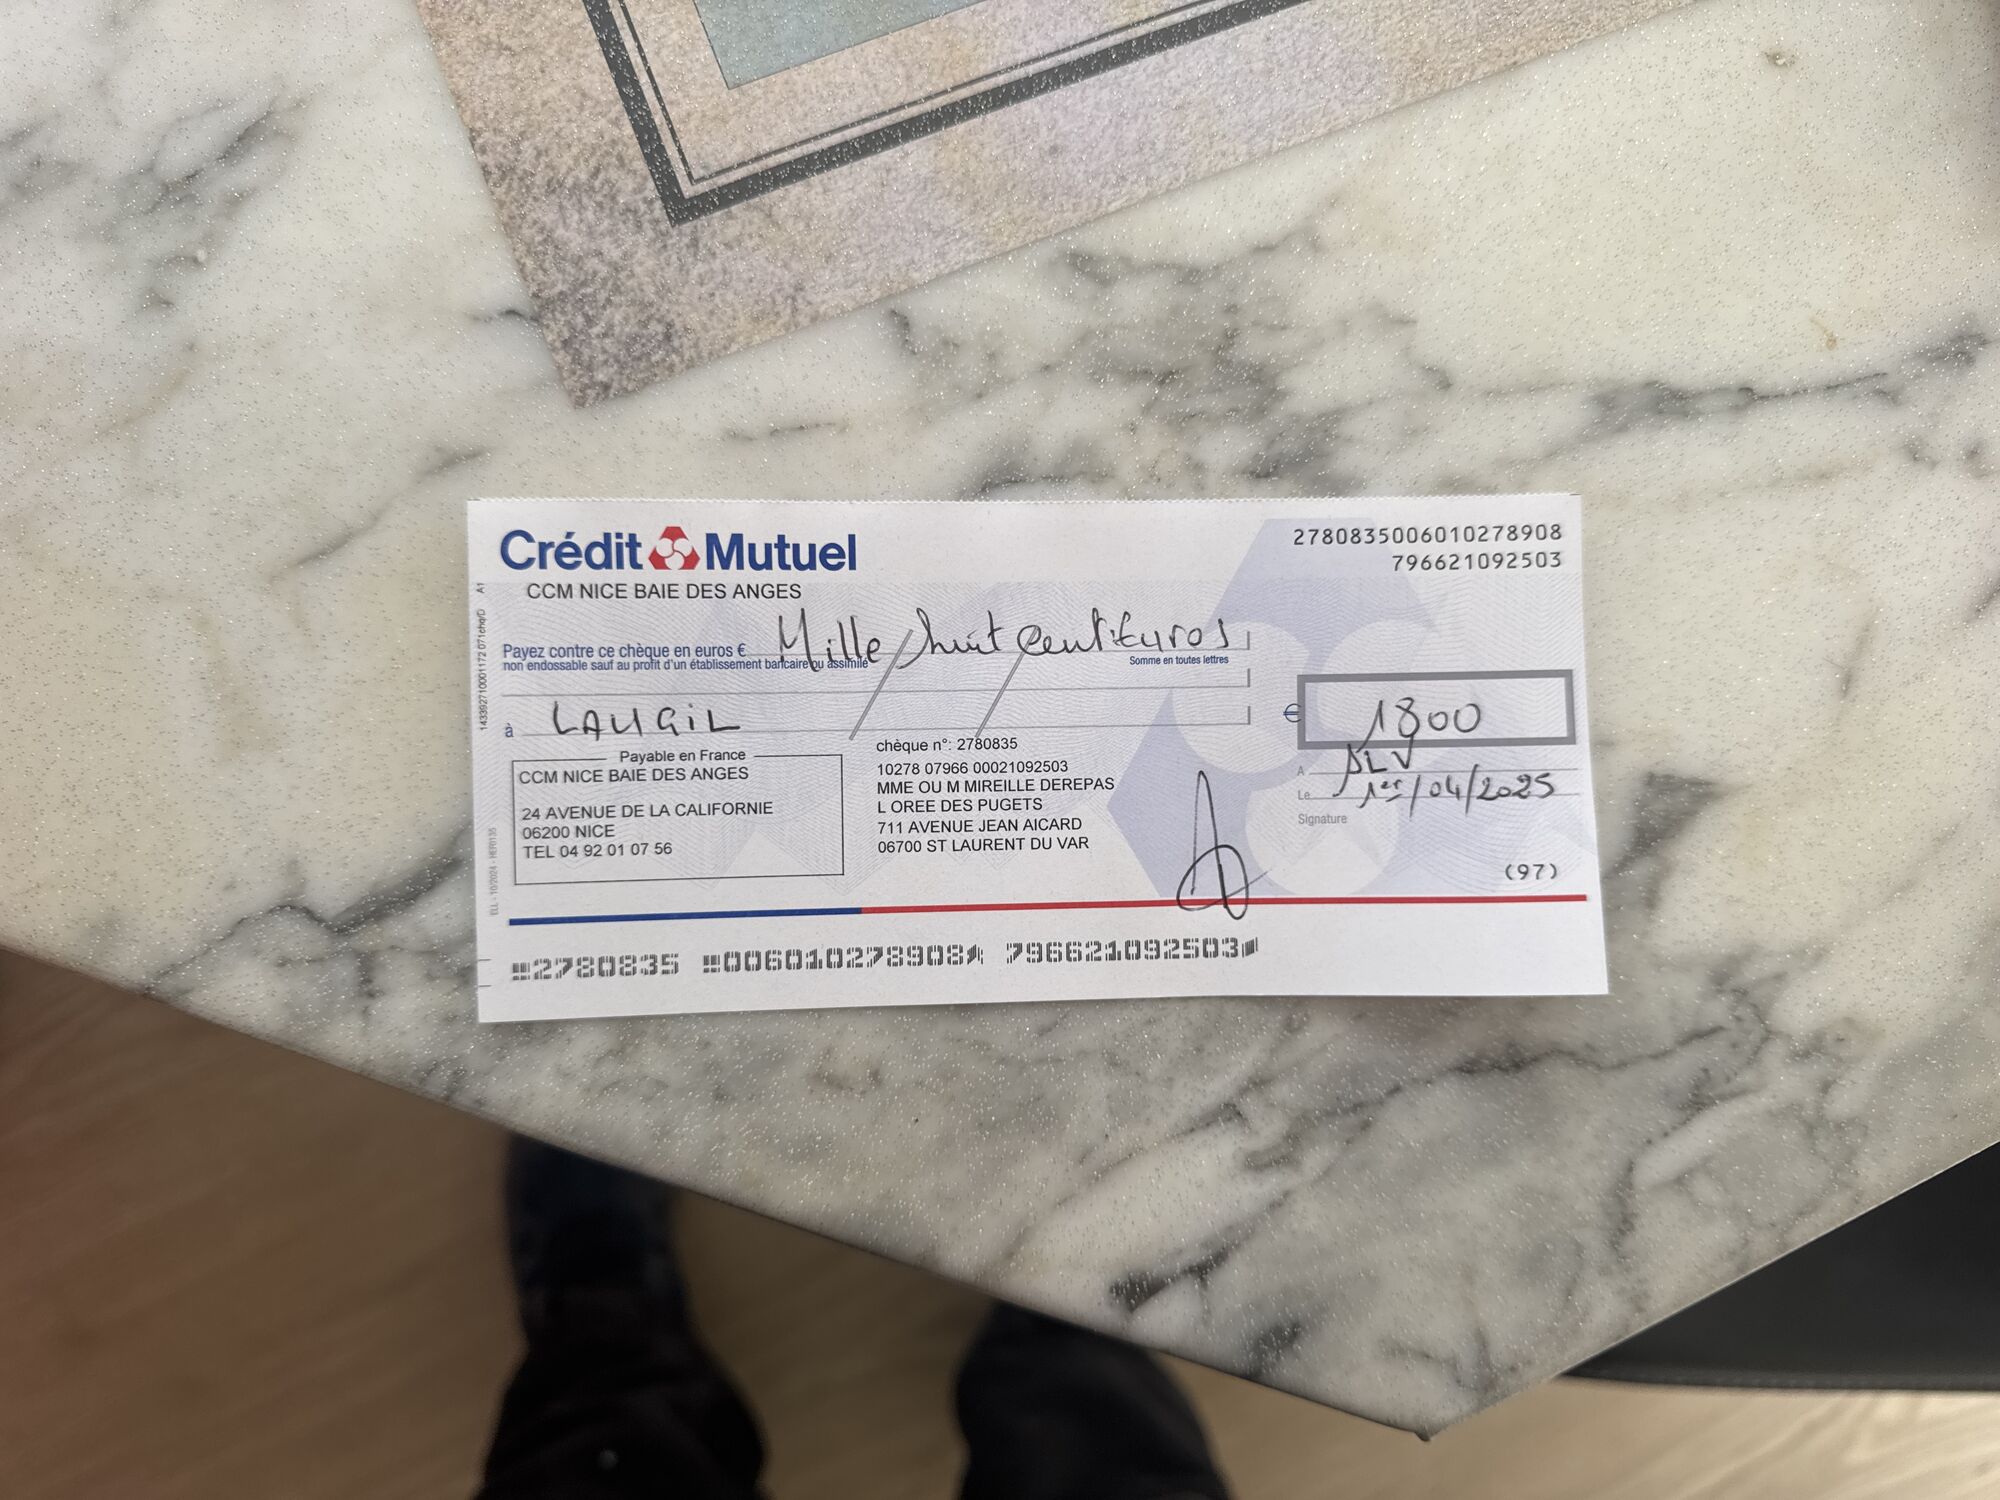 Crédit Mutuel
CCM NICE BAIE DES ANGES
2780835006010278908
796621092503
Payez contre ce chèque en euros € Mille huit cent Euros
non endossable sauf au profit d'un établissement bancaire ou assimilé
Somme en toutes lettres
à LAUGIL
€ 1800
Payable en France
CCM NICE BAIE DES ANGES
24 AVENUE DE LA CALIFORNIE
06200 NICE
TEL 04 92 01 07 56
chèque n°: 2780835
10278 07966 00021092503
MME OU M MIREILLE DEREPAS
L OREE DES PUGETS
711 AVENUE JEAN AICARD
06700 ST LAURENT DU VAR
A SLV
Le 1er/04/2025
Signature
(97)
2780835 006010278908 796621092503